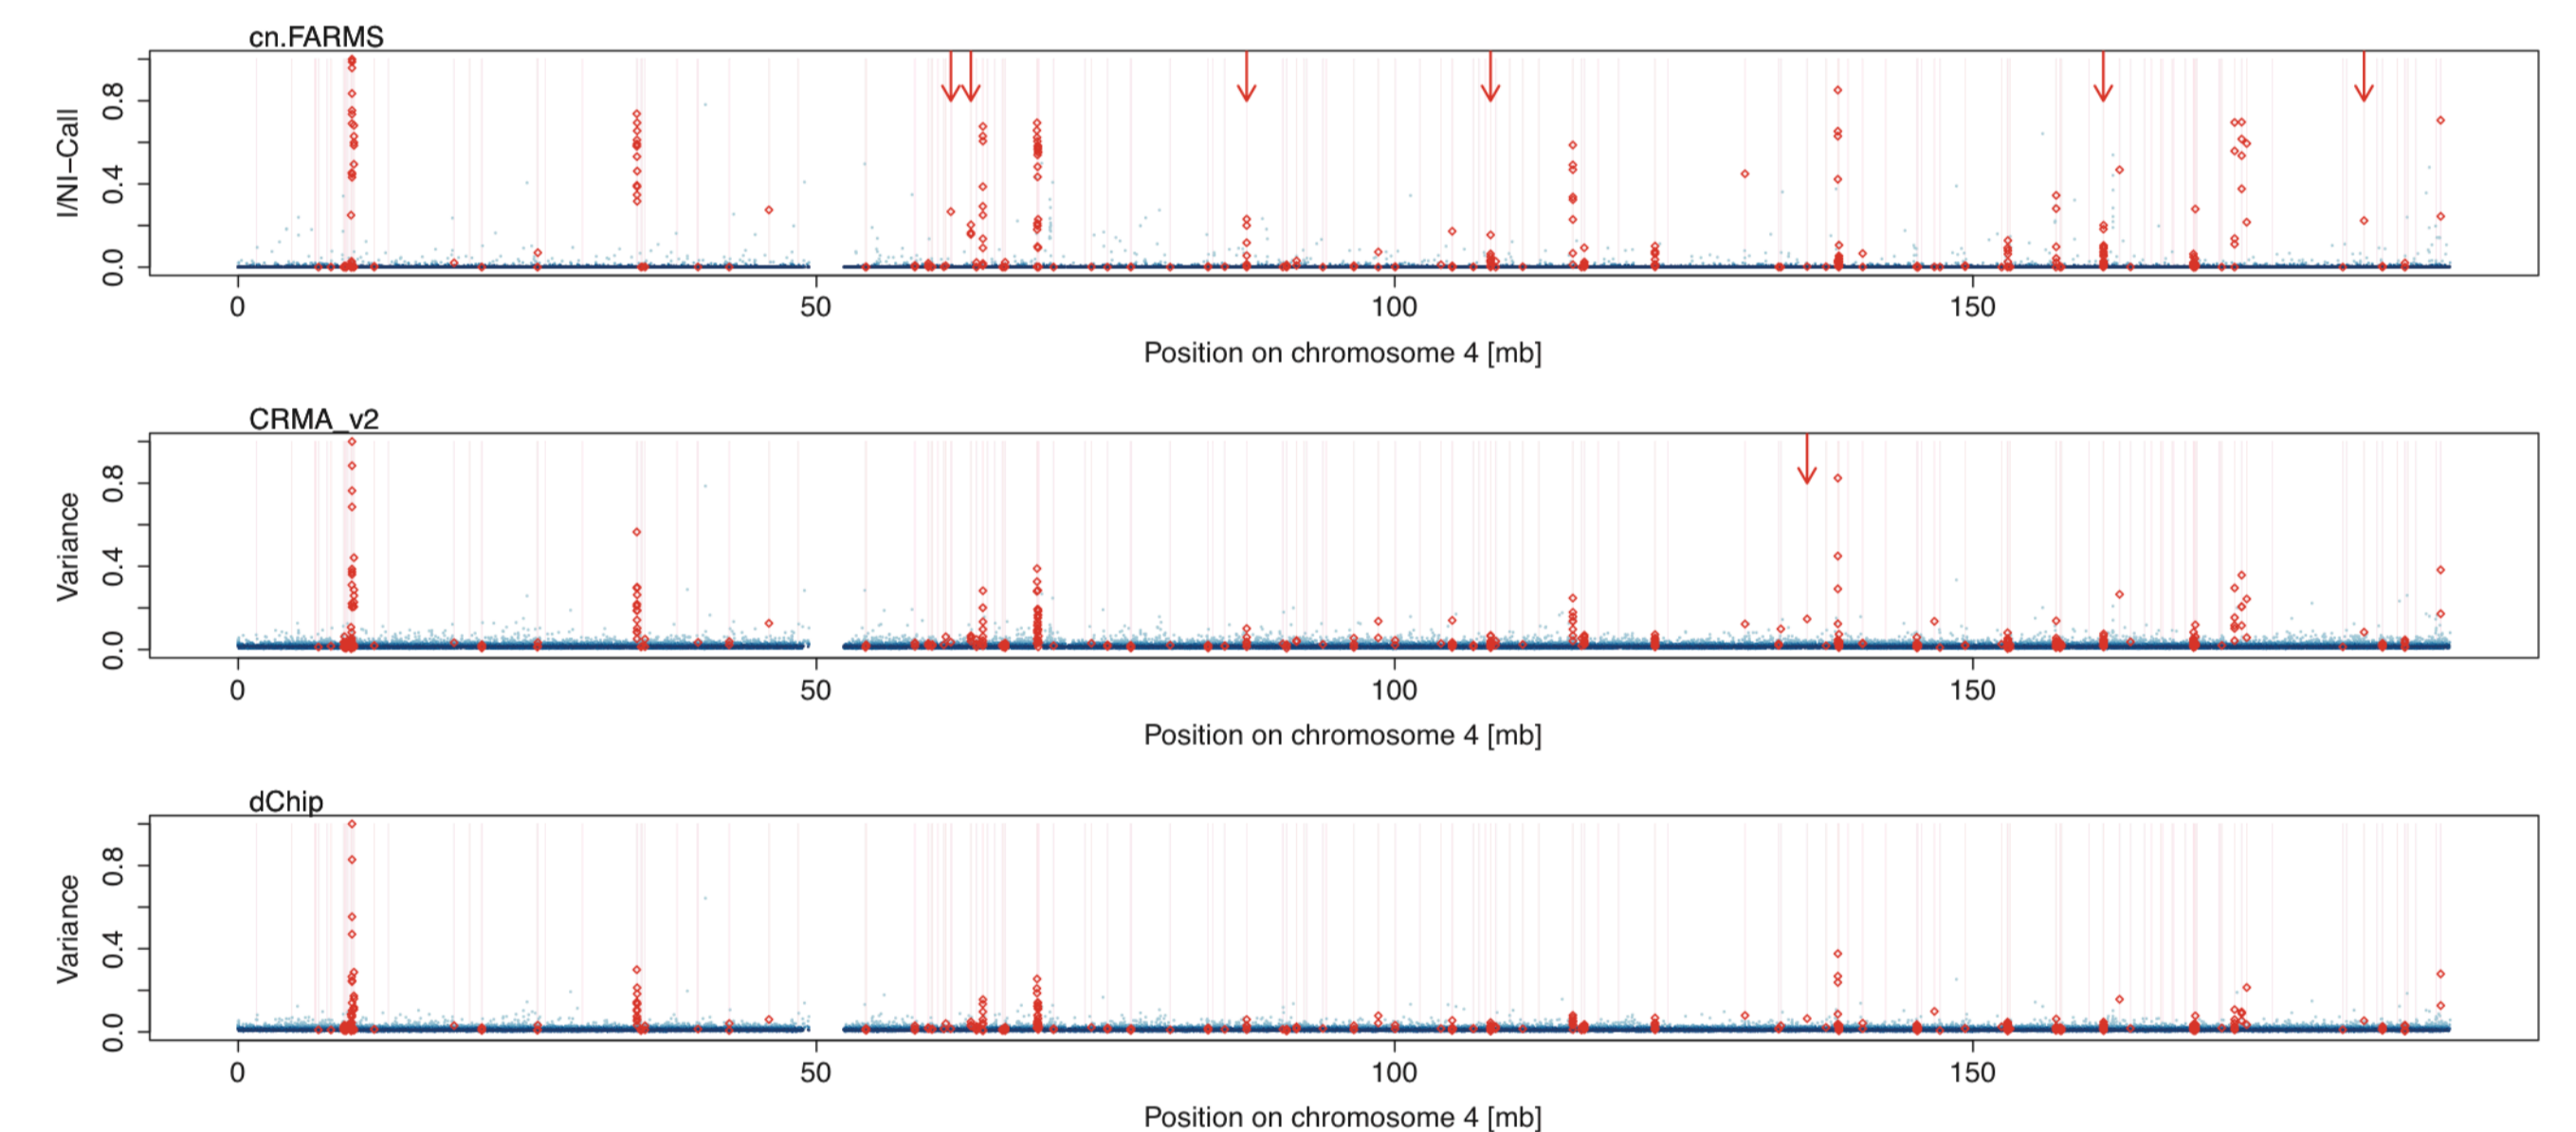 cn.FARMS
I/NI–Call
0.0 0.4 0.8
0 50 100 150
Position on chromosome 4 [mb]
CRMA_v2
Variance
0.0 0.4 0.8
0 50 100 150
Position on chromosome 4 [mb]
dChip
Variance
0.0 0.4 0.8
0 50 100 150
Position on chromosome 4 [mb]